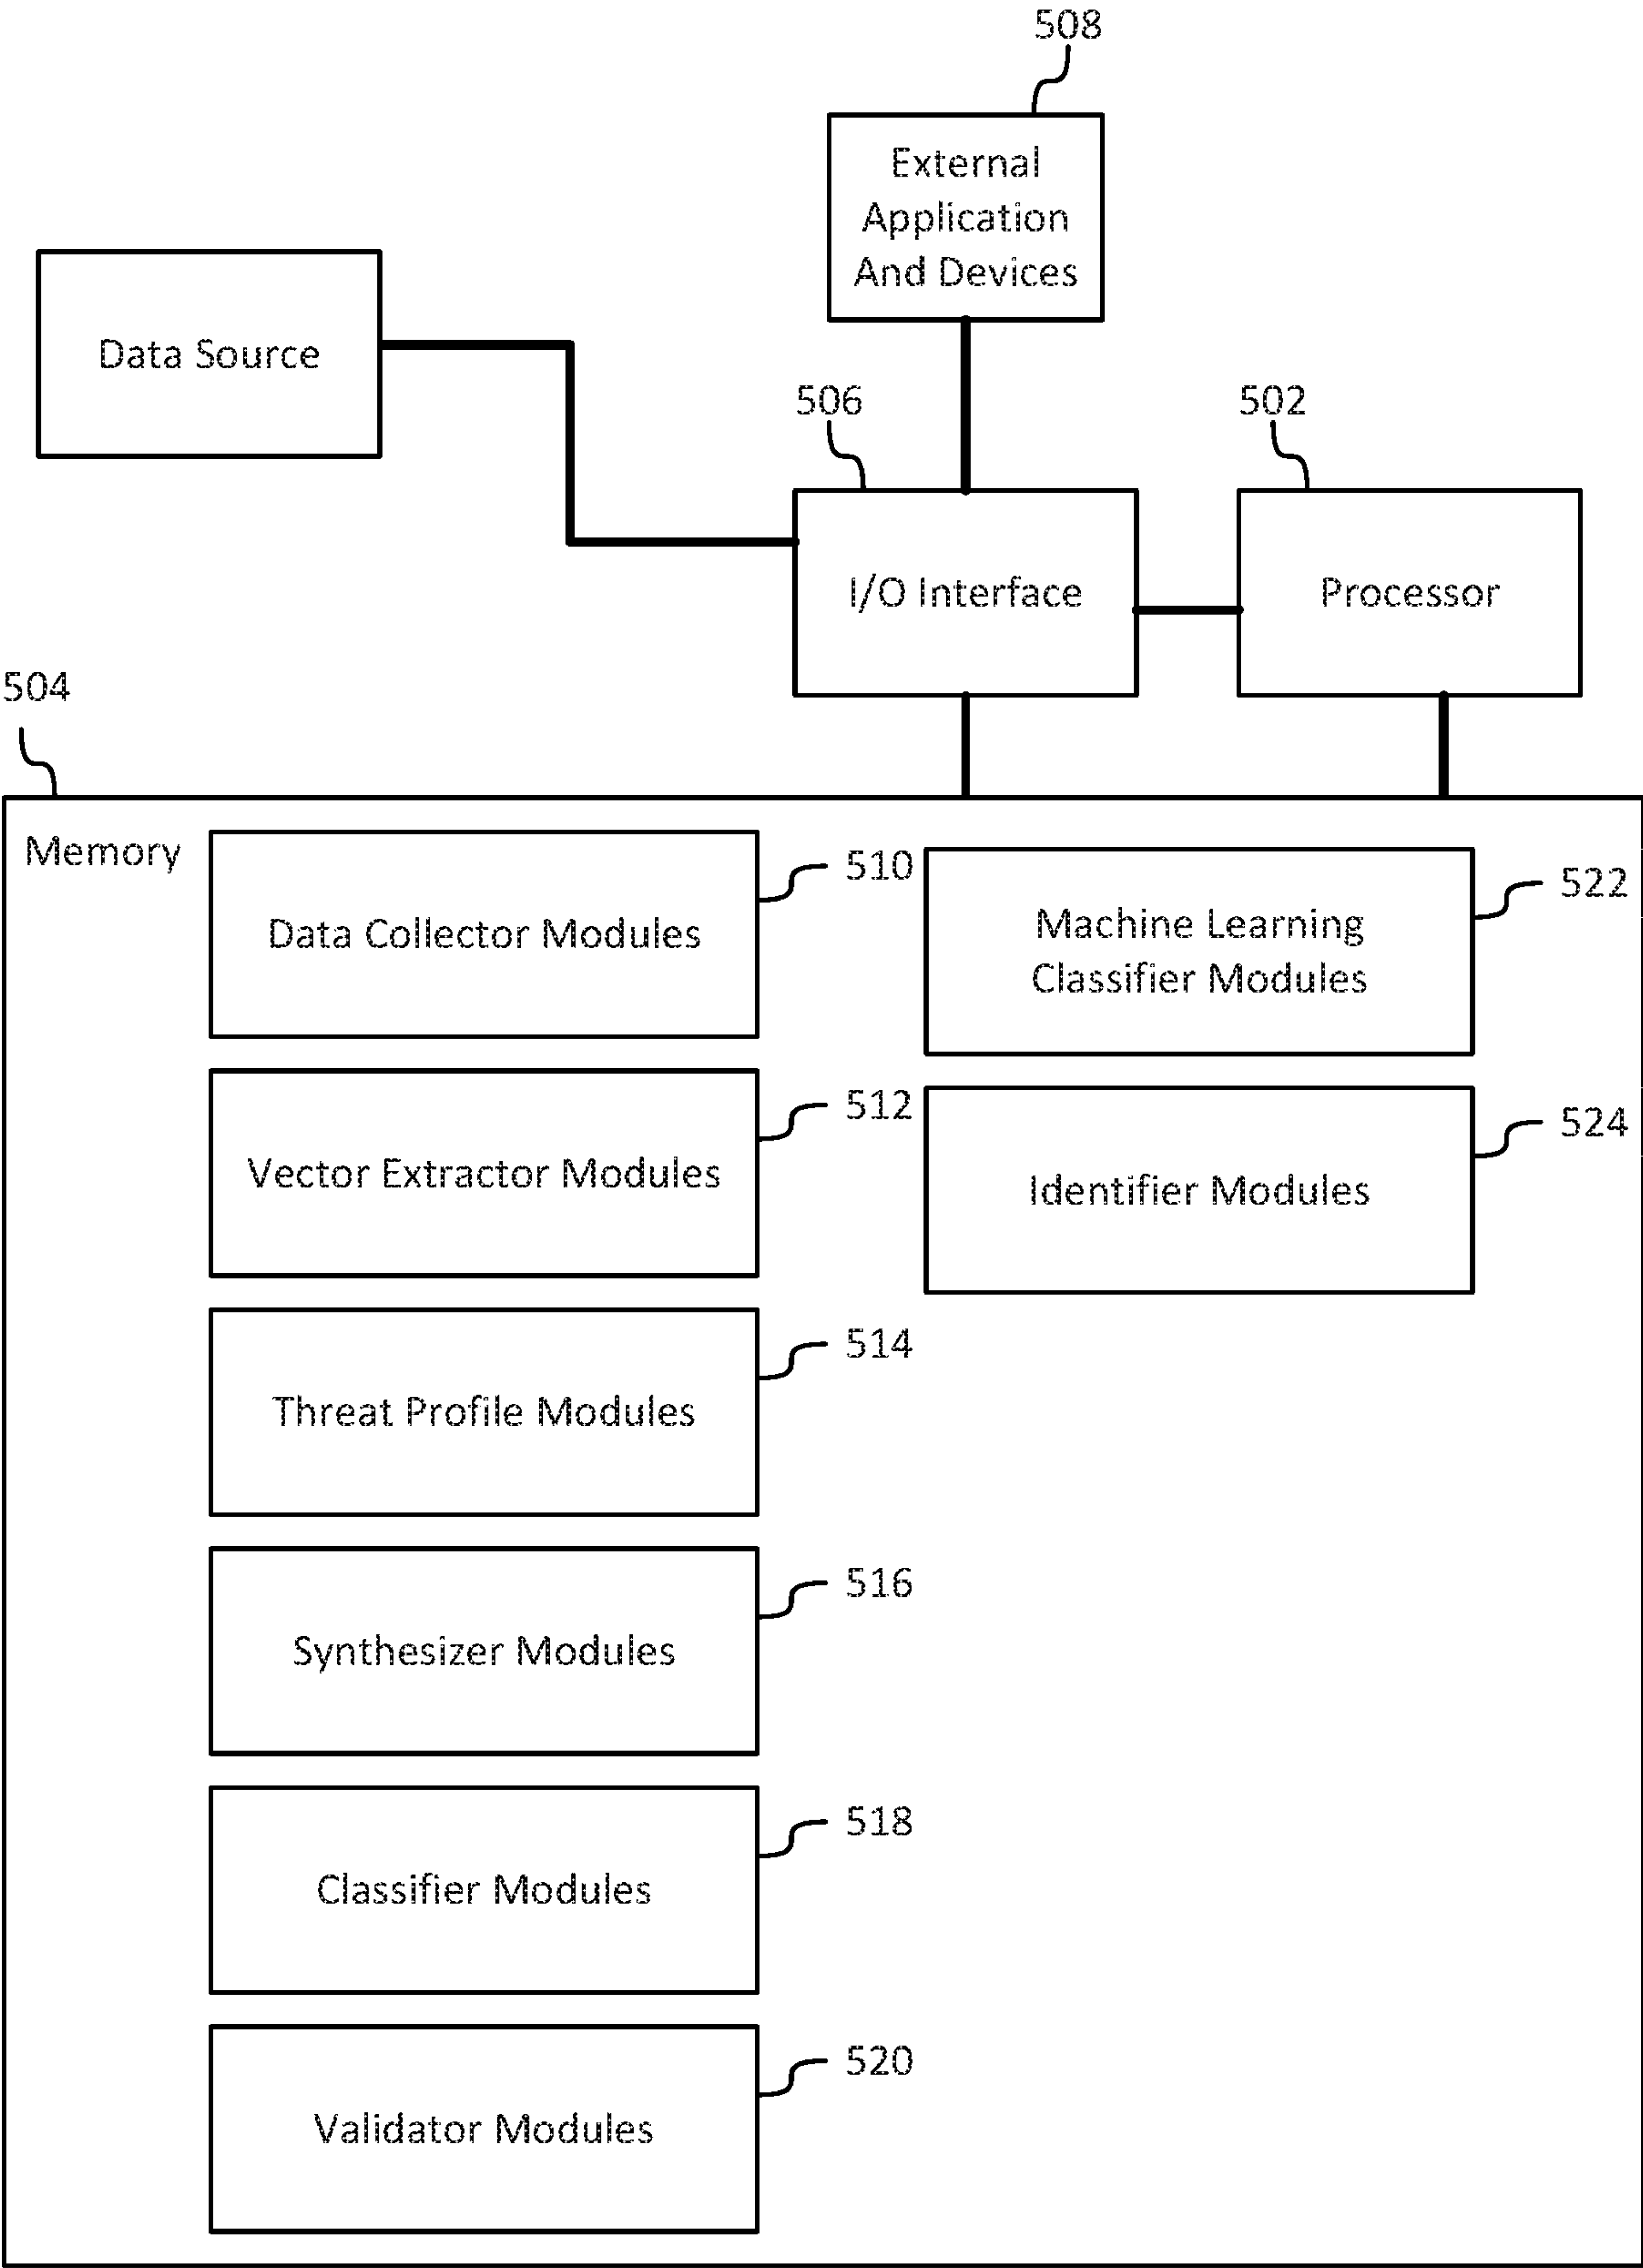 508
External
Application
And Devices
Data Source
506
502
I/O Interface
Processor
504
Memory
Data Collector Modules
510
Machine Learning
Classifier Modules
522
Vector Extractor Modules
512
Identifier Modules
524
Threat Profile Modules
514
Synthesizer Modules
516
Classifier Modules
518
Validator Modules
520